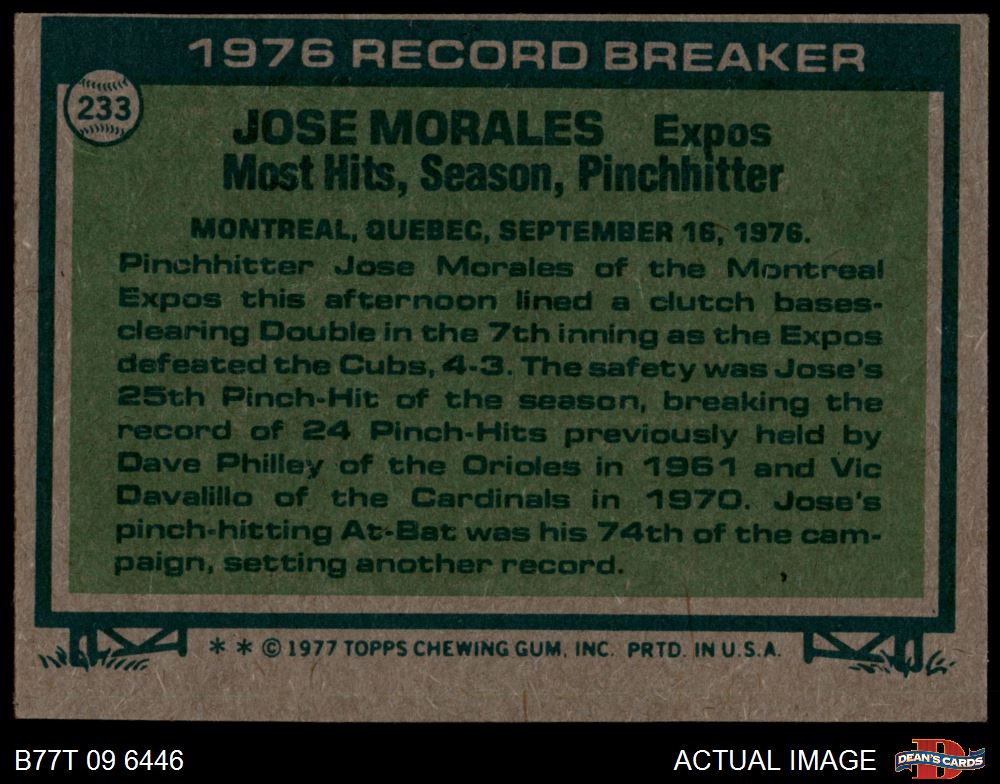 1976 RECORD BREAKER
233
JOSE MORALES Expos
Most Hits, Season, Pinchhitter
MONTREAL, QUEBEC, SEPTEMBER 16, 1976.
Pinchhitter Jose Morales of the Montreal
Expos this afternoon lined a clutch bases-
clearing Double in the 7th inning as the Expos
defeated the Cubs, 4-3. The safety was Jose's
25th Pinch-Hit of the season, breaking the
record of 24 Pinch-Hits previously held by
Dave Philley of the Orioles in 1961 and Vic
Davalillo of the Cardinals in 1970. Jose's
pinch-hitting At-Bat was his 74th of the cam-
paign, setting another record.
* * © 1977 TOPPS CHEWING GUM, INC. PRTD. IN U.S.A.
B77T 09 6446
ACTUAL IMAGE
D
DEAN'S CARDS